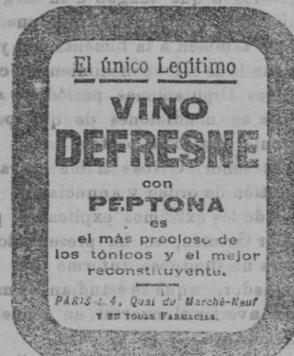 El único Legítimo
VINO
DEFRESNE
con
PEPTONA
es
el más precioso de
los tónicos y el mejor
reconstituyente.
PARIS : 4, Quai du Marché-Neuf
Y EN TODAS FARMACIAS.